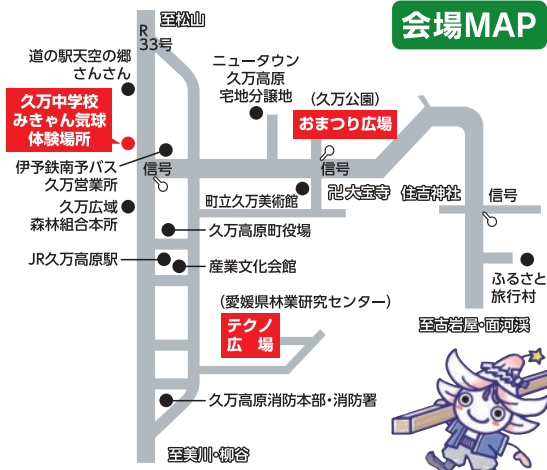 会場MAP
至松山
R
33号
道の駅天空の郷
さんさん
ニュータウン
久万高原
宅地分譲地
(久万公園)
おまつり広場
久万中学校
みきゃん気球
体験場所
伊予鉄南予バス
久万営業所
信号
信号
町立久万美術館
卍大宝寺
住吉神社
信号
久万広域
森林組合本所
久万高原町役場
JR久万高原駅
産業文化会館
ふるさと
旅行村
(愛媛県林業研究センター)
テクノ
広 場
至古岩屋・面河渓
久万高原消防本部・消防署
至美川・柳谷